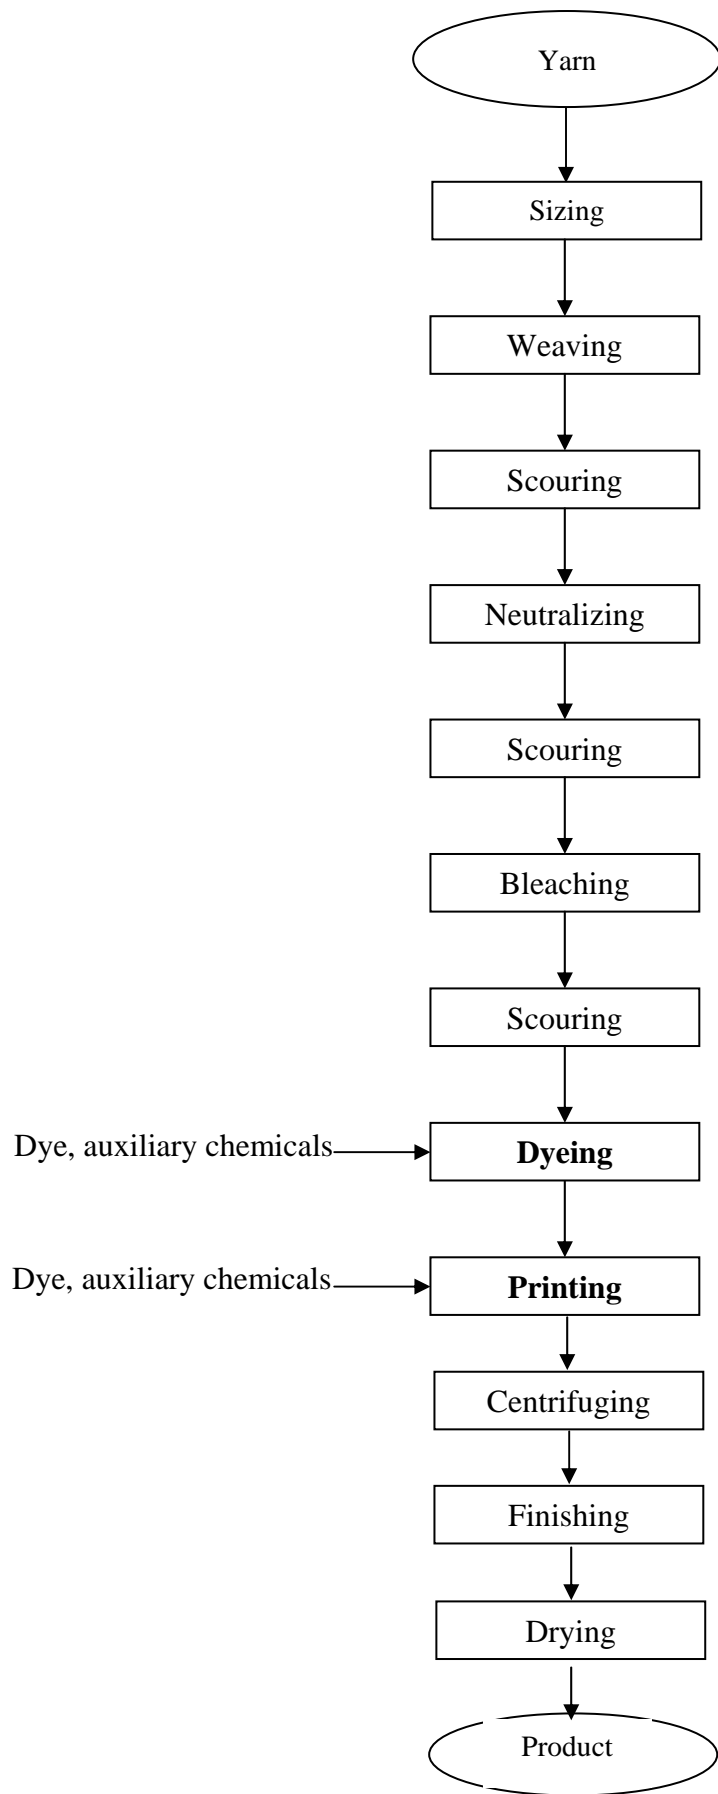 Yarn
Sizing
Weaving
Scouring
Neutralizing
Scouring
Bleaching
Scouring
Dye, auxiliary chemicals
Dyeing
Dye, auxiliary chemicals
Printing
Centrifuging
Finishing
Drying
Product